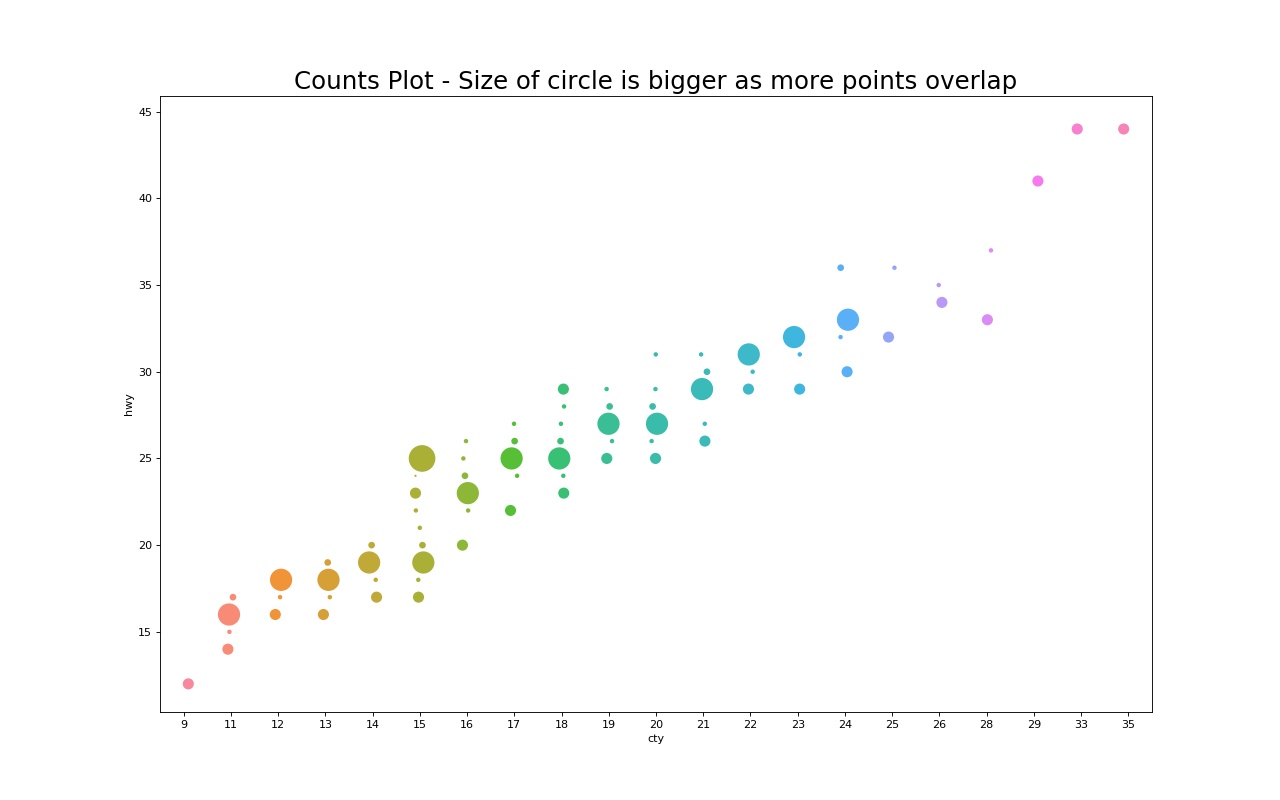 Counts Plot - Size of circle is bigger as more points overlap
45
40
35
30
25
20
15
hwy
9 11 12 13 14 15 16 17 18 19 20 21 22 23 24 25 26 28 29 33 35
cty